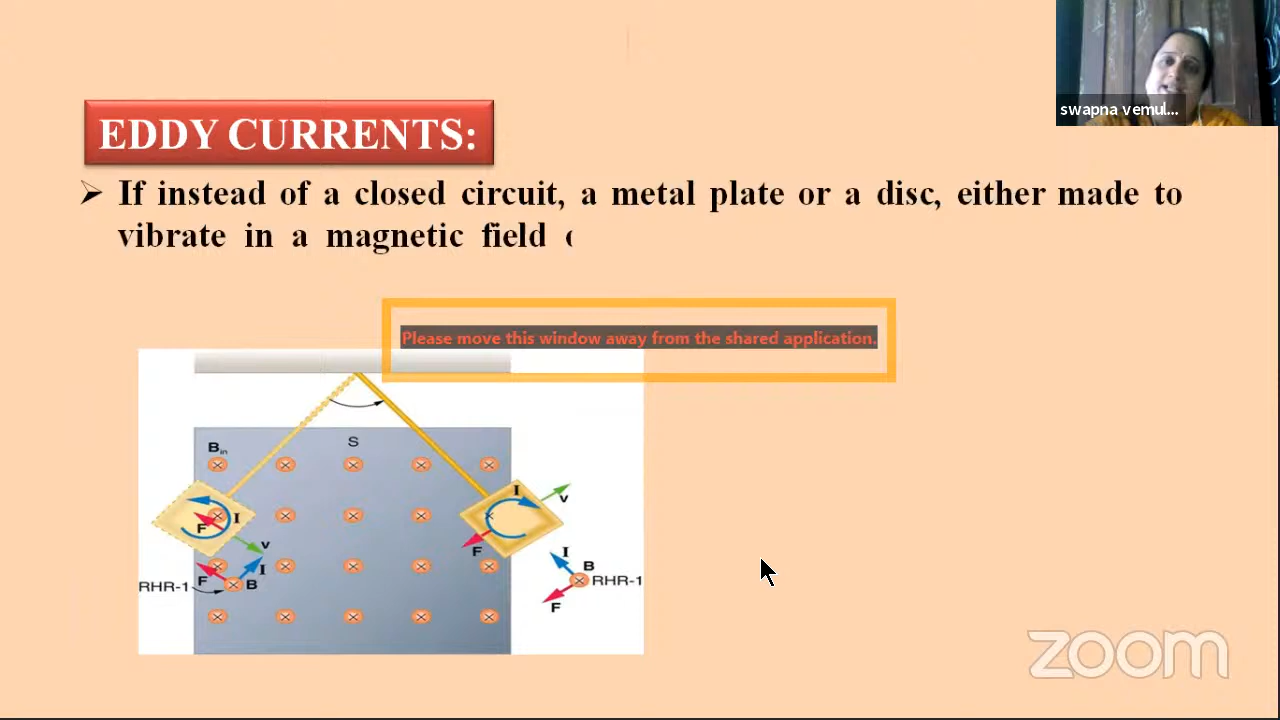 swapna vemul...
EDDY CURRENTS:
➢ If instead of a closed circuit, a metal plate or a disc, either made to
vibrate in a magnetic field
Please move this window away from the shared application.
S
Bin
I
v
F
I
F
v
I
I
B
RHR-1
F
B
RHR-1
F
zoom